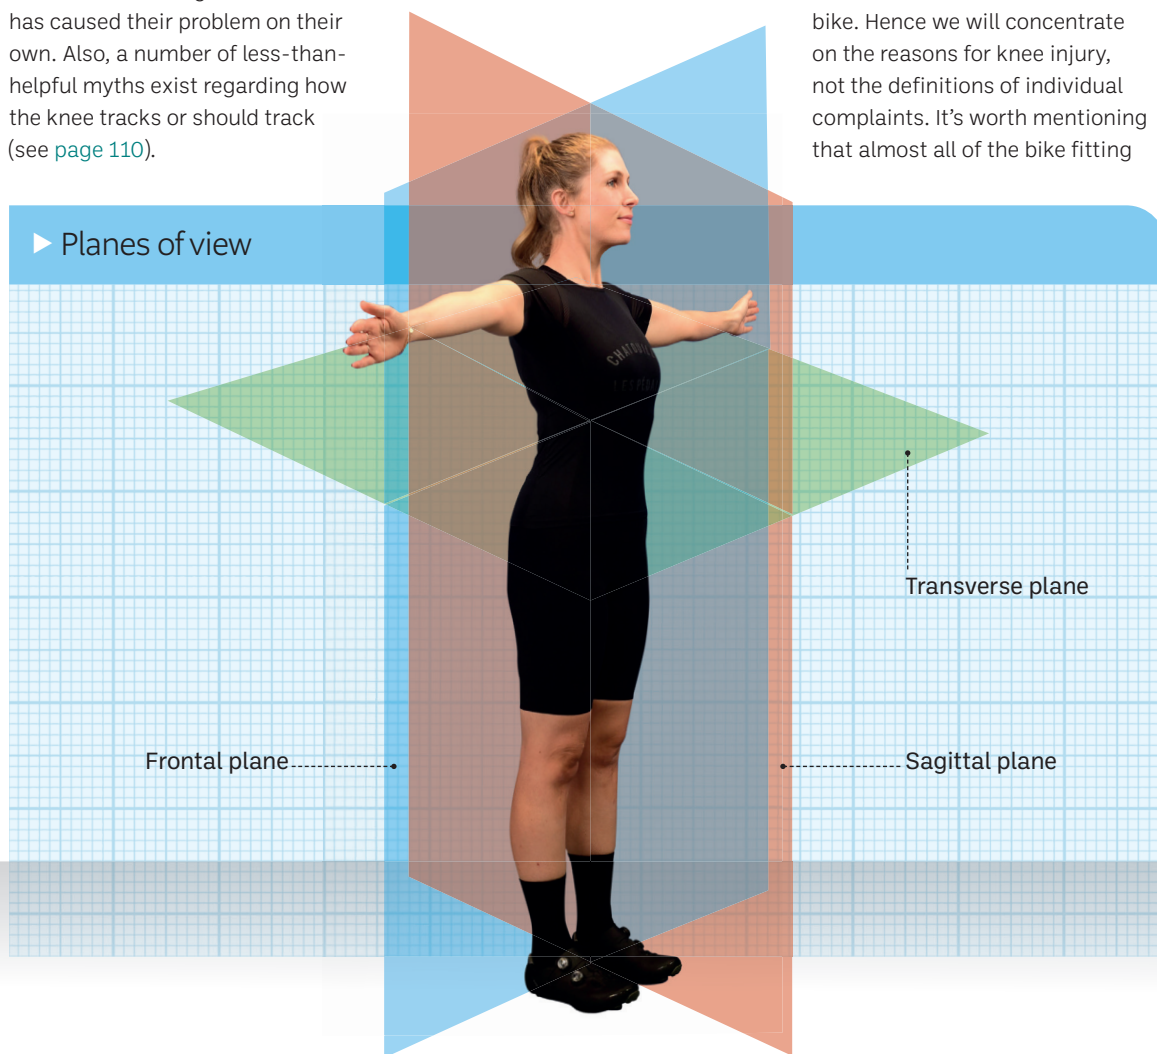 has caused their problem on their
own. Also, a number of less-than-
helpful myths exist regarding how
the knee tracks or should track
(see page 110).
bike. Hence we will concentrate
on the reasons for knee injury,
not the definitions of individual
complaints. It's worth mentioning
that almost all of the bike fitting
Planes of view
Transverse plane
Frontal plane
Sagittal plane